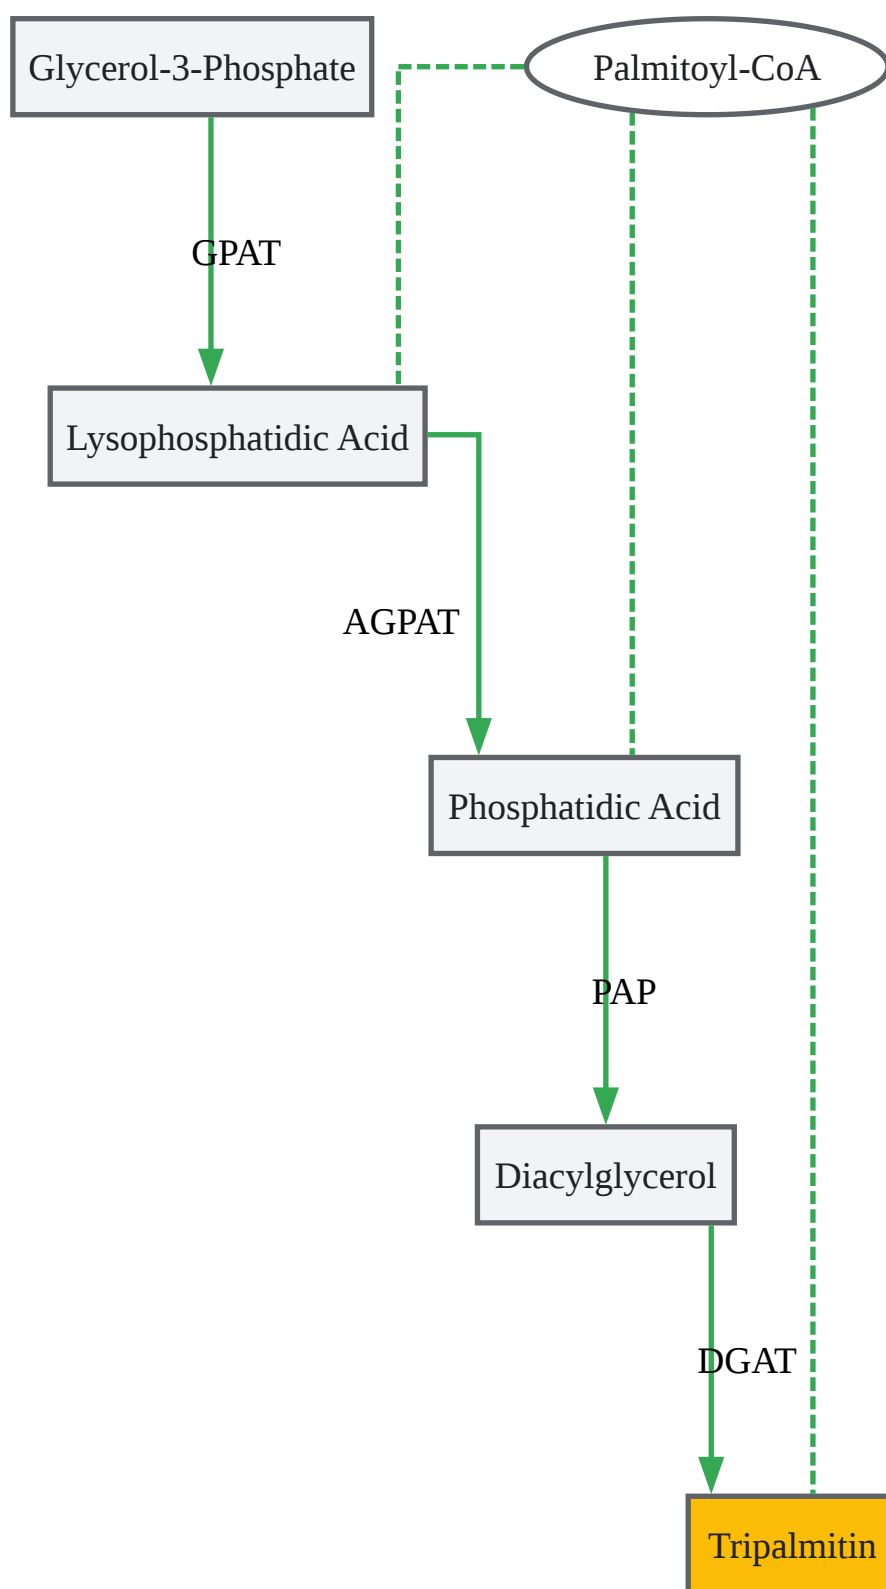 Glycerol-3-Phosphate
Palmitoyl-CoA
GPAT
Lysophosphatidic Acid
AGPAT
Phosphatidic Acid
PAP
Diacylglycerol
DGAT
Tripalmitin